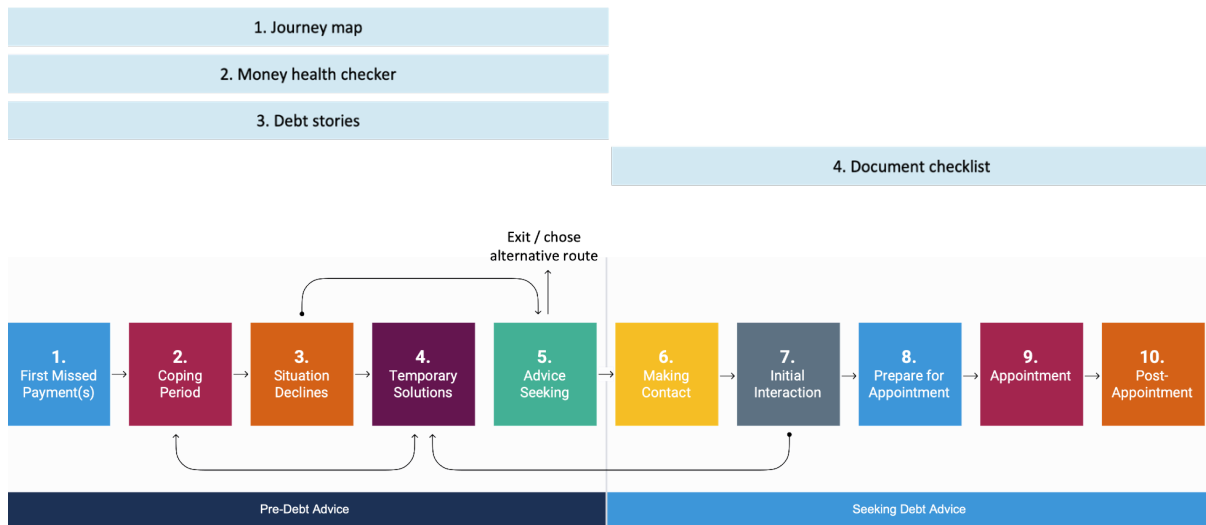 1. Journey map
2. Money health checker
3. Debt stories
4. Document checklist
Exit / chose
alternative route
1.
First Missed
Payment(s)
2.
Coping
Period
3.
Situation
Declines
4.
Temporary
Solutions
5.
Advice
Seeking
6.
Making
Contact
7.
Initial
Interaction
8.
Prepare for
Appointment
9.
Appointment
10.
Post-
Appointment
Pre-Debt Advice
Seeking Debt Advice